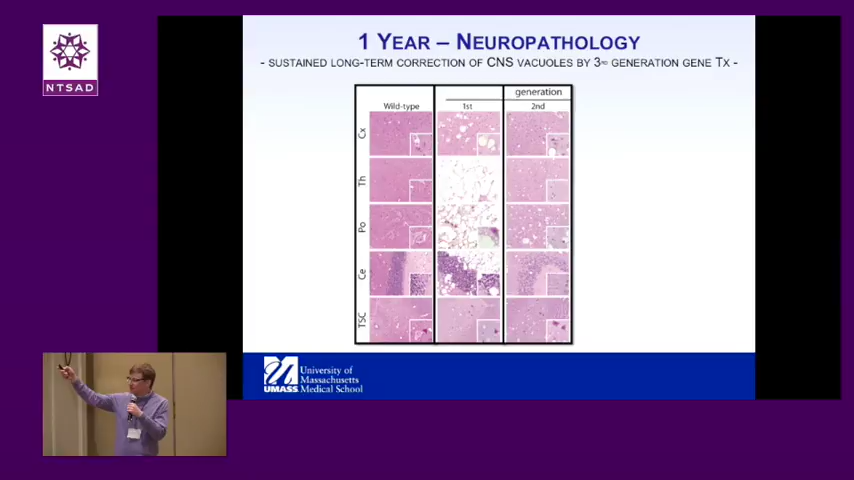 NTSAD
1 YEAR – NEUROPATHOLOGY
- SUSTAINED LONG-TERM CORRECTION OF CNS VACUOLES BY 3RD GENERATION GENE TX -
generation
Wild-type 1st 2nd
Cx
Th
Po
Ce
TSC
University of
Massachusetts
UMASS Medical School